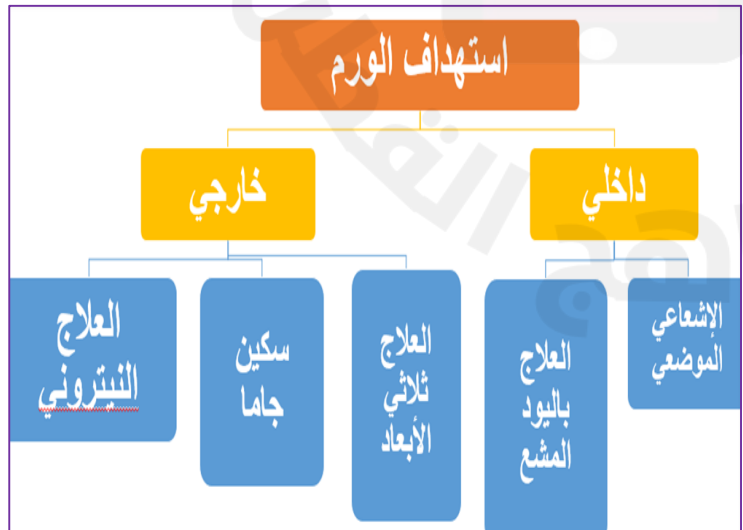 استهداف الورم
داخلي
خارجي
الإشعاعي
الموضعي
العلاج
باليود
المشع
العلاج
ثلاثي
الأبعاد
سكين
جاما
العلاج
النيتروني